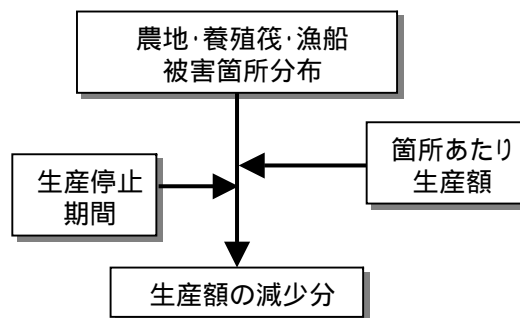 農地･養殖筏･漁船
被害箇所分布
箇所あたり
生産額
生産停止
期間
生産額の減少分